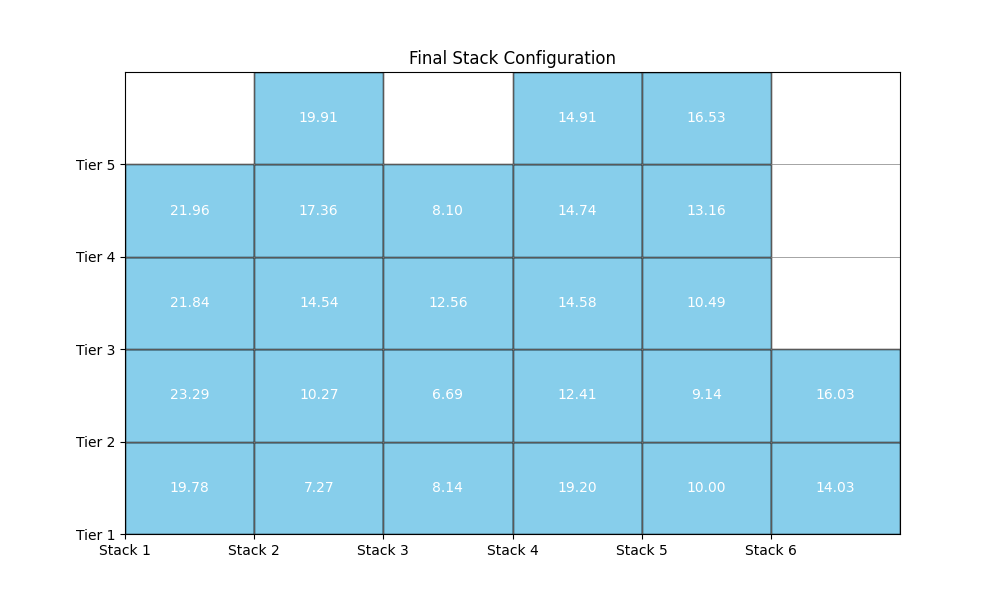 Final Stack Configuration
19.91 14.91 16.53
Tier 5
21.96 17.36 8.10 14.74 13.16
Tier 4
21.84 14.54 12.56 14.58 10.49
Tier 3
23.29 10.27 6.69 12.41 9.14 16.03
Tier 2
19.78 7.27 8.14 19.20 10.00 14.03
Tier 1
Stack 1 Stack 2 Stack 3 Stack 4 Stack 5 Stack 6